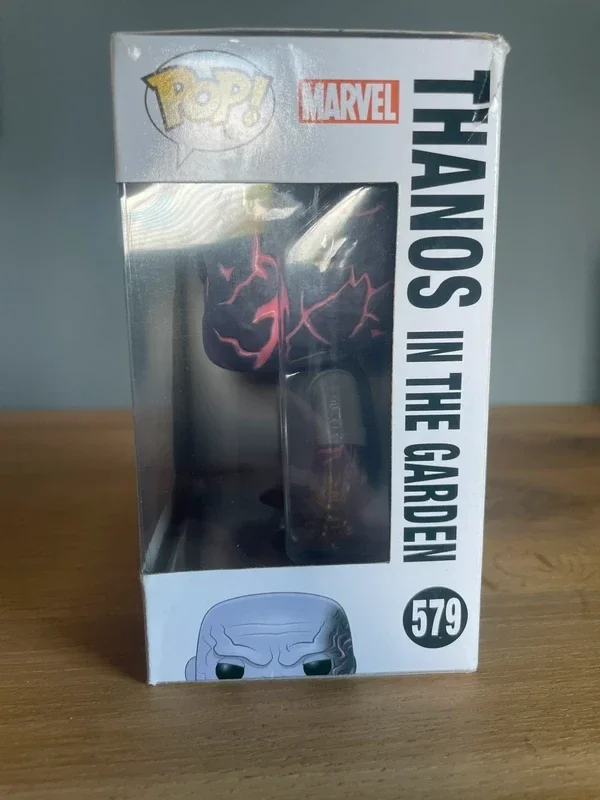 POP!
MARVEL
THANOS IN THE GARDEN
579